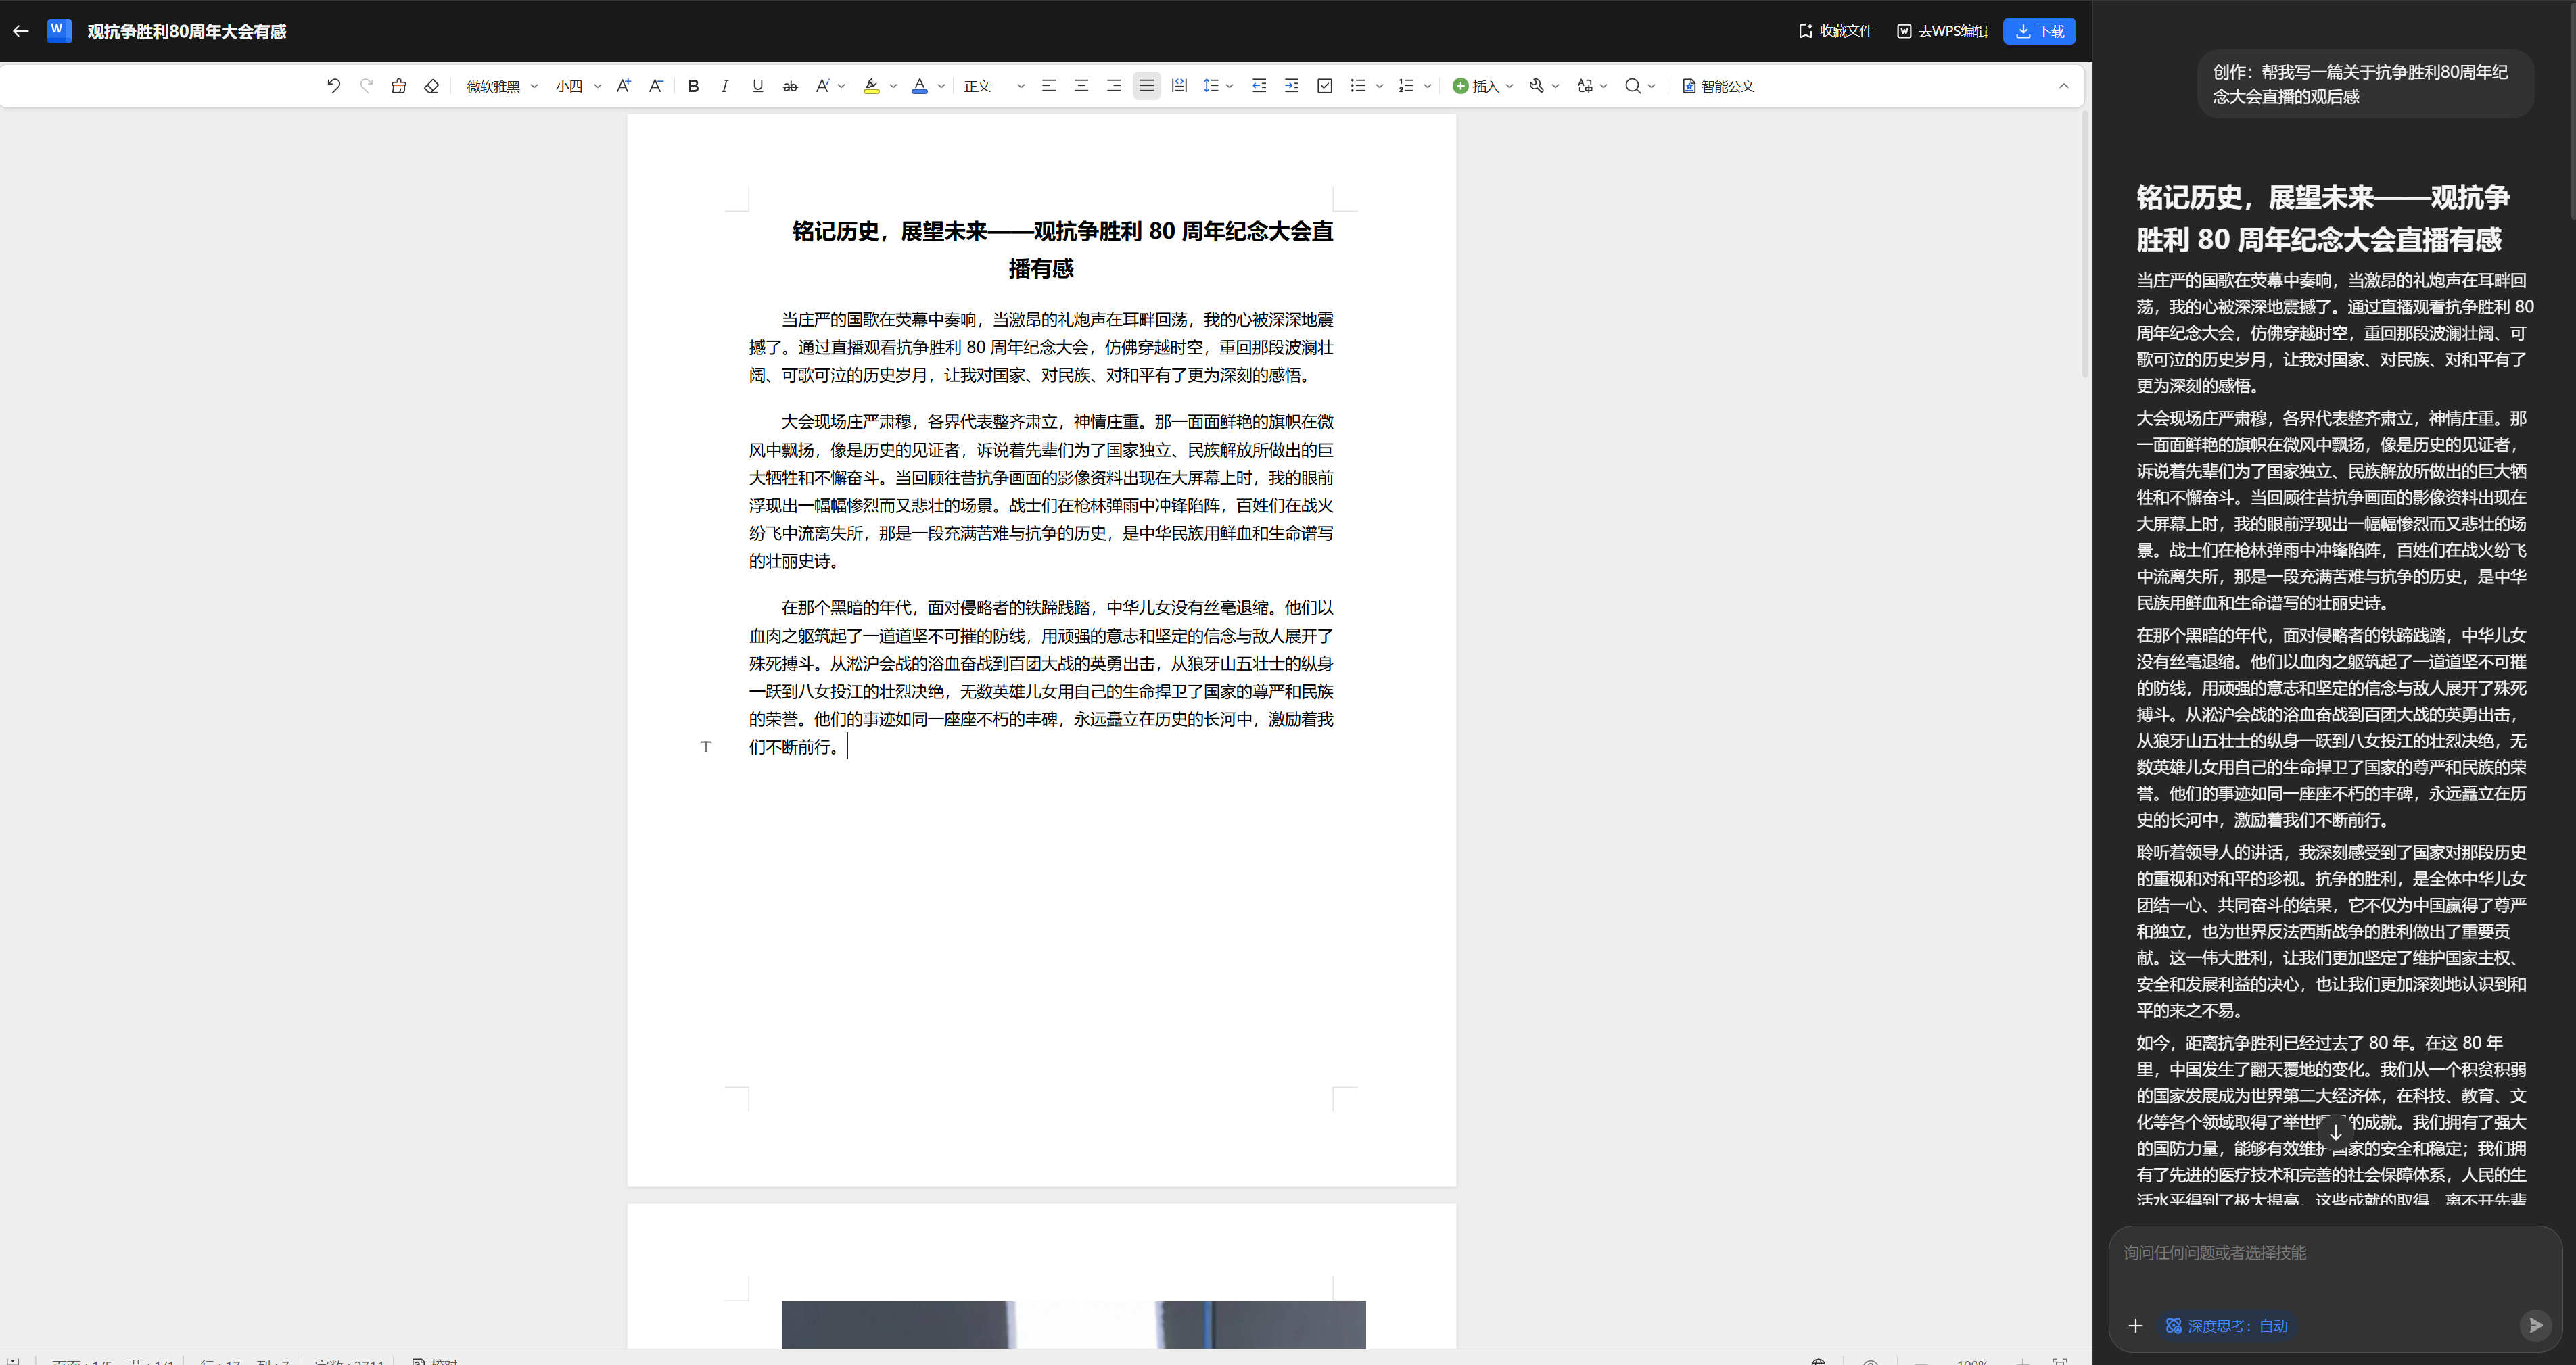 观抗争胜利80周年大会有感
收藏文件
去WPS编辑
下载
微软雅黑
小四
正文
插入
智能公文
铭记历史，展望未来——观抗争胜利 80 周年纪念大会直
播有感
当庄严的国歌在荧幕中奏响，当激昂的礼炮声在耳畔回荡，我的心被深深地震
撼了。通过直播观看抗争胜利 80 周年纪念大会，仿佛穿越时空，重回那段波澜壮
阔、可歌可泣的历史岁月，让我对国家、对民族、对和平有了更为深刻的感悟。
大会现场庄严肃穆，各界代表整齐肃立，神情庄重。那一面面鲜艳的旗帜在微
风中飘扬，像是历史的见证者，诉说着先辈们为了国家独立、民族解放所做出的巨
大牺牲和不懈奋斗。当回顾往昔抗争画面的影像资料出现在大屏幕上时，我的眼前
浮现出一幅幅惨烈而又悲壮的场景。战士们在枪林弹雨中冲锋陷阵，百姓们在战火
纷飞中流离失所，那是一段充满苦难与抗争的历史，是中华民族用鲜血和生命谱写
的壮丽史诗。
在那个黑暗的年代，面对侵略者的铁蹄践踏，中华儿女没有丝毫退缩。他们以
血肉之躯筑起了一道道坚不可摧的防线，用顽强的意志和坚定的信念与敌人展开了
殊死搏斗。从淞沪会战的浴血奋战到百团大战的英勇出击，从狼牙山五壮士的纵身
一跃到八女投江的壮烈决绝，无数英雄儿女用自己的生命捍卫了国家的尊严和民族
的荣誉。他们的事迹如同一座座不朽的丰碑，永远矗立在历史的长河中，激励着我
们不断前行。
创作：帮我写一篇关于抗争胜利80周年纪
念大会直播的观后感
铭记历史，展望未来——观抗争
胜利 80 周年纪念大会直播有感
当庄严的国歌在荧幕中奏响，当激昂的礼炮声在耳畔回
荡，我的心被深深地震撼了。通过直播观看抗争胜利 80
周年纪念大会，仿佛穿越时空，重回那段波澜壮阔、可
歌可泣的历史岁月，让我对国家、对民族、对和平有了
更为深刻的感悟。
大会现场庄严肃穆，各界代表整齐肃立，神情庄重。那
一面面鲜艳的旗帜在微风中飘扬，像是历史的见证者，
诉说着先辈们为了国家独立、民族解放所做出的巨大牺
牲和不懈奋斗。当回顾往昔抗争画面的影像资料出现在
大屏幕上时，我的眼前浮现出一幅幅惨烈而又悲壮的场
景。战士们在枪林弹雨中冲锋陷阵，百姓们在战火纷飞
中流离失所，那是一段充满苦难与抗争的历史，是中华
民族用鲜血和生命谱写的壮丽史诗。
在那个黑暗的年代，面对侵略者的铁蹄践踏，中华儿女
没有丝毫退缩。他们以血肉之躯筑起了一道道坚不可摧
的防线，用顽强的意志和坚定的信念与敌人展开了殊死
搏斗。从淞沪会战的浴血奋战到百团大战的英勇出击，
从狼牙山五壮士的纵身一跃到八女投江的壮烈决绝，无
数英雄儿女用自己的生命捍卫了国家的尊严和民族的荣
誉。他们的事迹如同一座座不朽的丰碑，永远矗立在历
史的长河中，激励着我们不断前行。
聆听着领导人的讲话，我深刻感受到了国家对那段历史
的重视和对和平的珍视。抗争的胜利，是全体中华儿女
团结一心、共同奋斗的结果，它不仅为中国赢得了尊严
和独立，也为世界反法西斯战争的胜利做出了重要贡
献。这一伟大胜利，让我们更加坚定了维护国家主权、
安全和发展利益的决心，也让我们更加深刻地认识到和
平的来之不易。
如今，距离抗争胜利已经过去了 80 年。在这 80 年
里，中国发生了翻天覆地的变化。我们从一个积贫积弱
的国家发展成为世界第二大经济体，在科技、教育、文
化等各个领域取得了举世的成就。我们拥有了强大
的国防力量，能够有效维护国家的安全和稳定；我们拥
有了先进的医疗技术和完善的社会保障体系，人民的生
活水平得到了极大提高。这些成就的取得，离不开先辈
询问任何问题或者选择技能
深度思考：自动